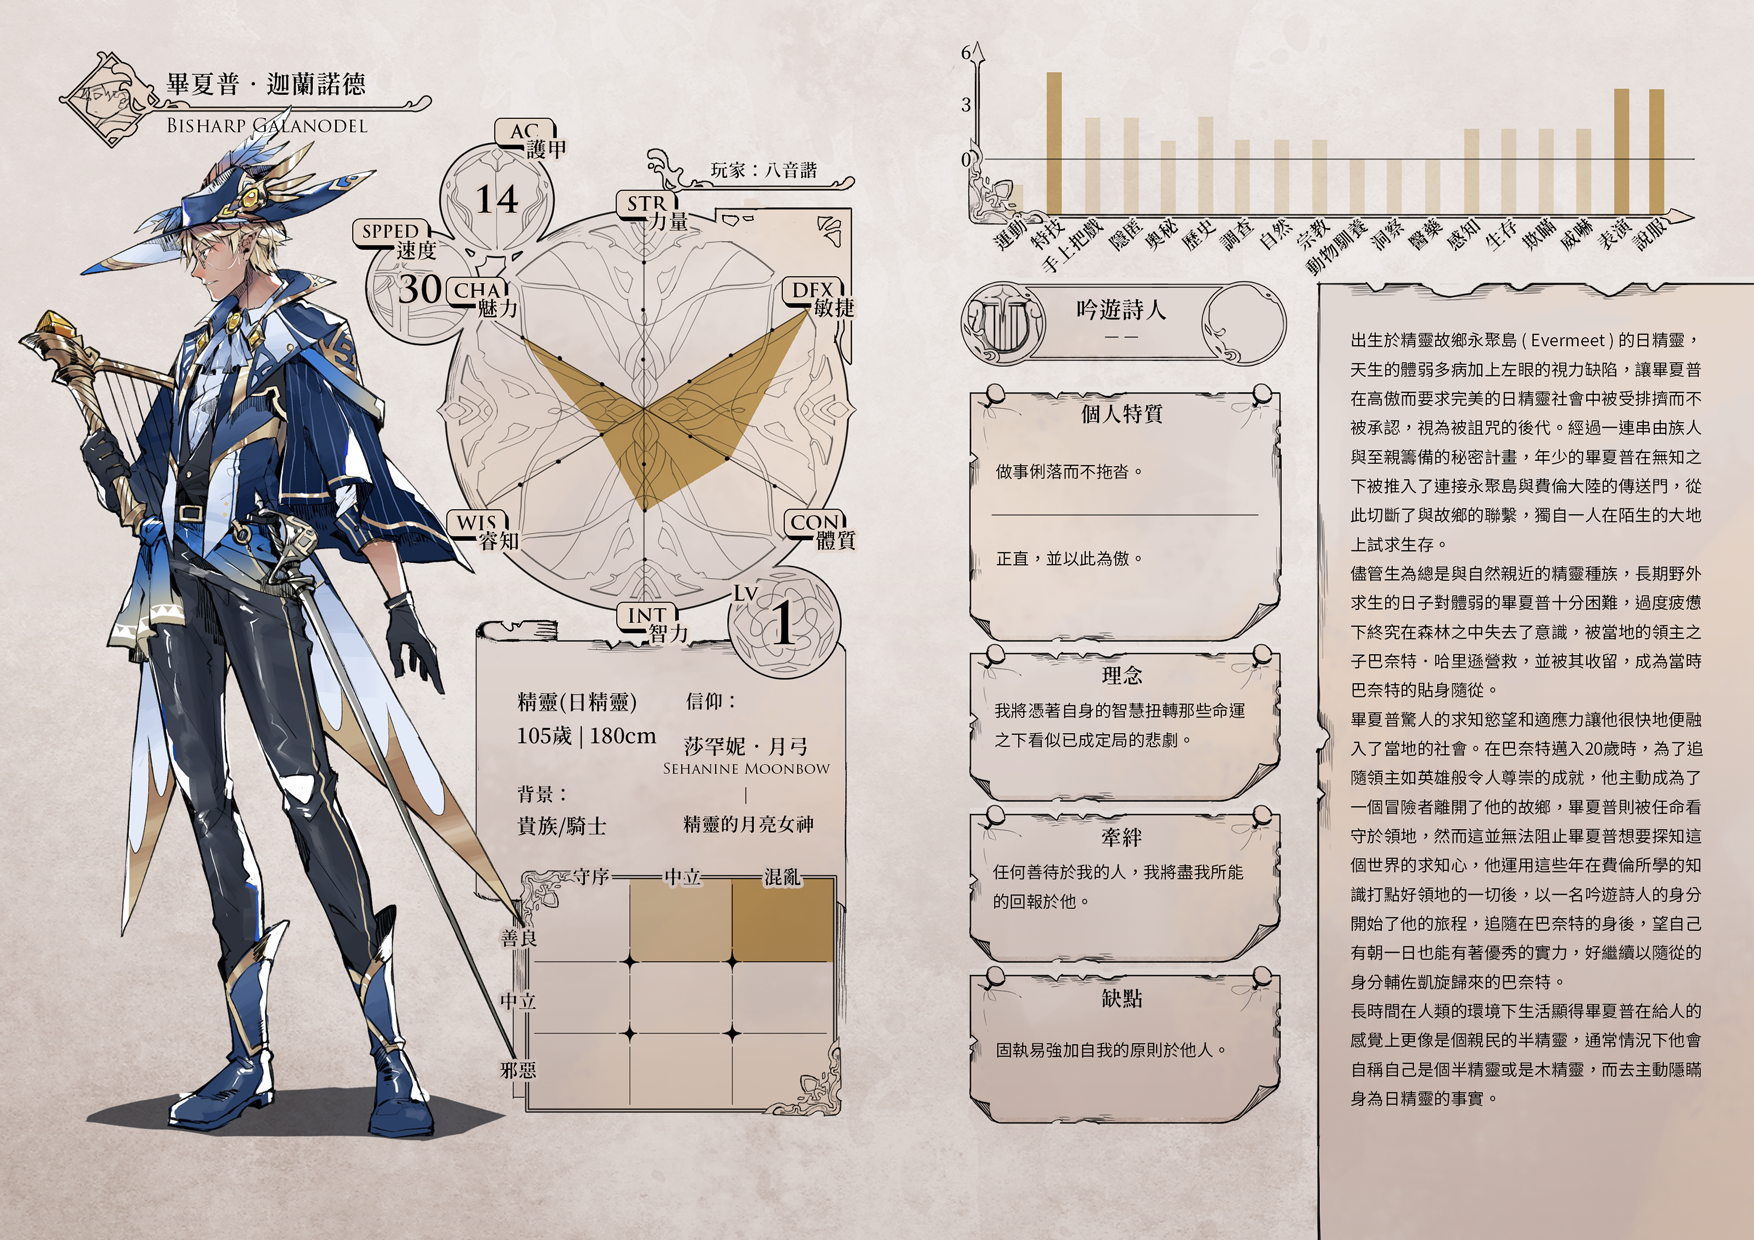 畢夏普・迦蘭諾德
BISHARP GALANODEL
AC
護甲
14
SPPED
速度
30
玩家：八音諧
STR
力量
DEX
敏捷
CON
體質
INT
智力
WIS
睿知
CHA
魅力
LV
1
精靈(日精靈)
105歲 | 180cm
背景：
貴族/騎士
信仰：
莎罕妮・月弓
SEHANINE MOONBOW
|
精靈的月亮女神
守序
中立
混亂
善良
中立
邪惡
6
3
0
運動
特技
手上把戲
隱匿
奧秘
歷史
調查
自然
宗教
動物馴養
洞察
醫藥
感知
生存
欺瞞
威嚇
表演
說服
吟遊詩人
——
個人特質
做事俐落而不拖沓。
正直，並以此為傲。
理念
我將憑著自身的智慧扭轉那些命運
之下看似已成定局的悲劇。
牽絆
任何善待於我的人，我將盡我所能
的回報於他。
缺點
固執易強加自我的原則於他人。
出生於精靈故鄉永聚島 ( Evermeet ) 的日精靈，
天生的體弱多病加上左眼的視力缺陷，讓畢夏普
在高傲而要求完美的日精靈社會中被受排擠而不
被承認，視為被詛咒的後代。經過一連串由族人
與至親籌備的秘密計畫，年少的畢夏普在無知之
下被推入了連接永聚島與費倫大陸的傳送門，從
此切斷了與故鄉的聯繫，獨自一人在陌生的大地
上試求生存。
儘管生為總是與自然親近的精靈種族，長期野外
求生的日子對體弱的畢夏普十分困難，過度疲憊
下終究在森林之中失去了意識，被當地的領主之
子巴奈特・哈里遜營救，並被其收留，成為當時
巴奈特的貼身隨從。
畢夏普驚人的求知慾望和適應力讓他很快地便融
入了當地的社會。在巴奈特邁入20歲時，為了追
隨領主如英雄般令人尊崇的成就，他主動成為了
一個冒險者離開了他的故鄉，畢夏普則被任命看
守於領地，然而這並無法阻止畢夏普想要探知這
個世界的求知心，他運用這些年在費倫所學的知
識打點好領地的一切後，以一名吟遊詩人的身分
開始了他的旅程，追隨在巴奈特的身後，望自己
有朝一日也能有著優秀的實力，好繼續以隨從的
身分輔佐凱旋歸來的巴奈特。
長時間在人類的環境下生活顯得畢夏普在給人的
感覺上更像是個親民的半精靈，通常情況下他會
自稱自己是個半精靈或是木精靈，而去主動隱瞞
身為日精靈的事實。